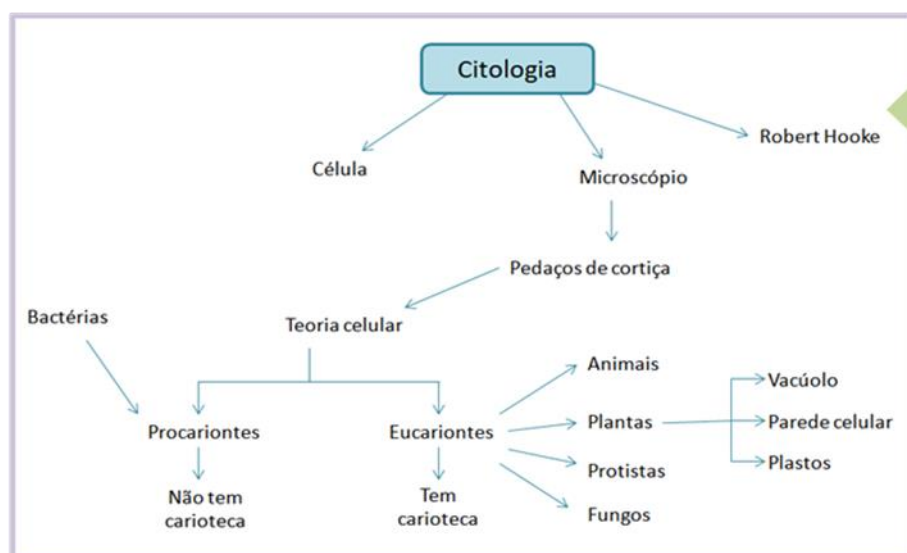 Citologia
Robert Hooke
Célula
Microscópio
Pedaços de cortiça
Bactérias
Teoria celular
Animais
Vacúolo
Procariontes
Eucariontes
Plantas
Parede celular
Protistas
Plastos
Não tem
carioteca
Tem
carioteca
Fungos